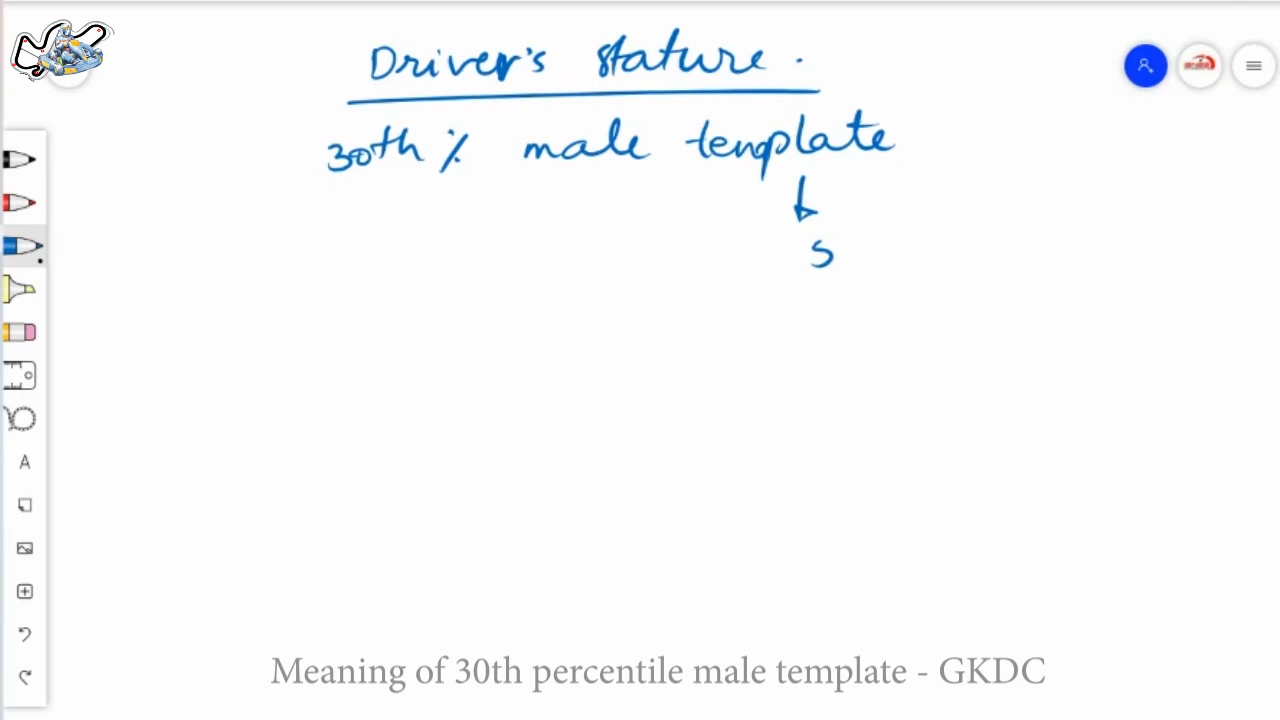 Driver's stature.
30th % male template
S
A
Meaning of 30th percentile male template - GKDC